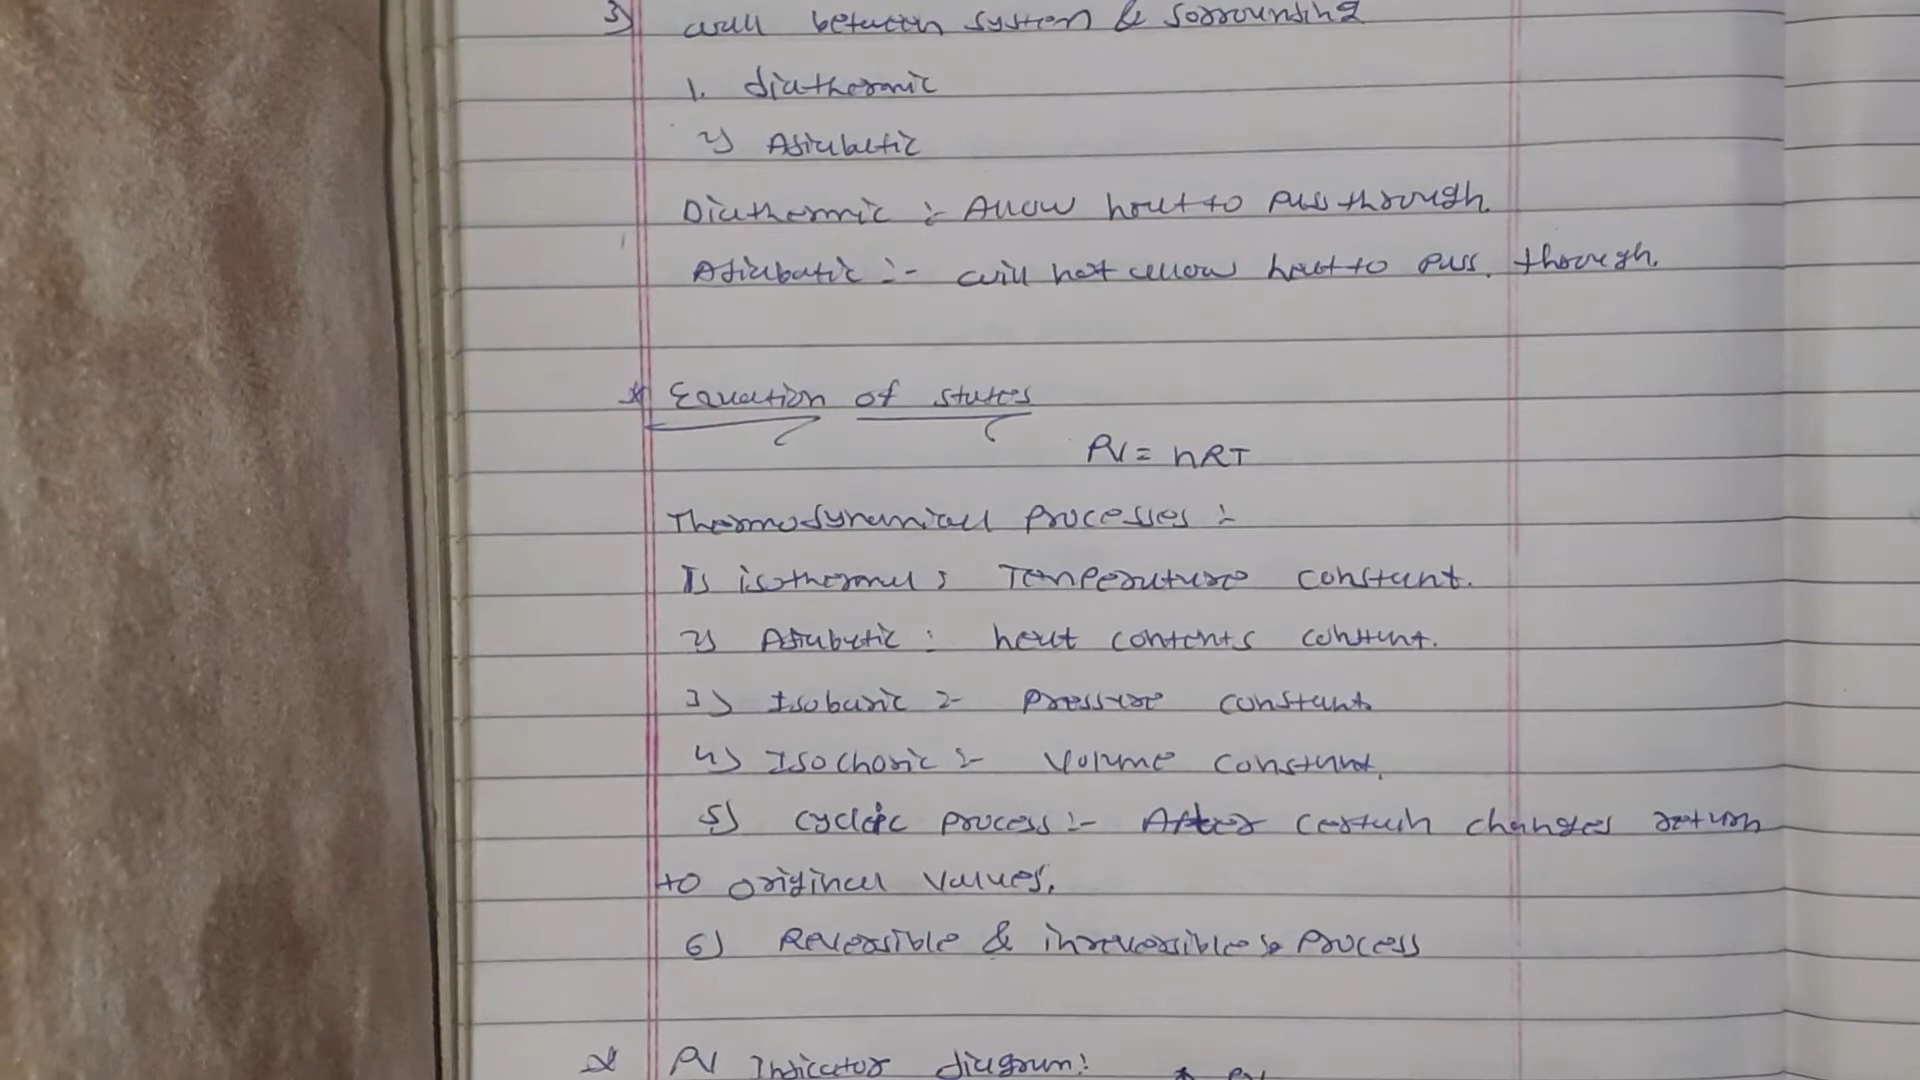 3) wall between system & sorrounding
1. diathermic
2) Adiabatic
Diathermic :- Allow heat to pass through.
Adiabatic :- will not allow heat to pass. through.
* Equation of states
PV = nRT
Thermodynamical processes :-
1) isothermal : Temperature constant.
2) Adiabatic : heat contents constant.
3) Isobaric :- pressure constant.
4) Isochoric :- Volume constant.
5) cyclic process :- After certain changes return
to original values.
6) Reversible & irreversible process
* PV Indicator diagram:
PV